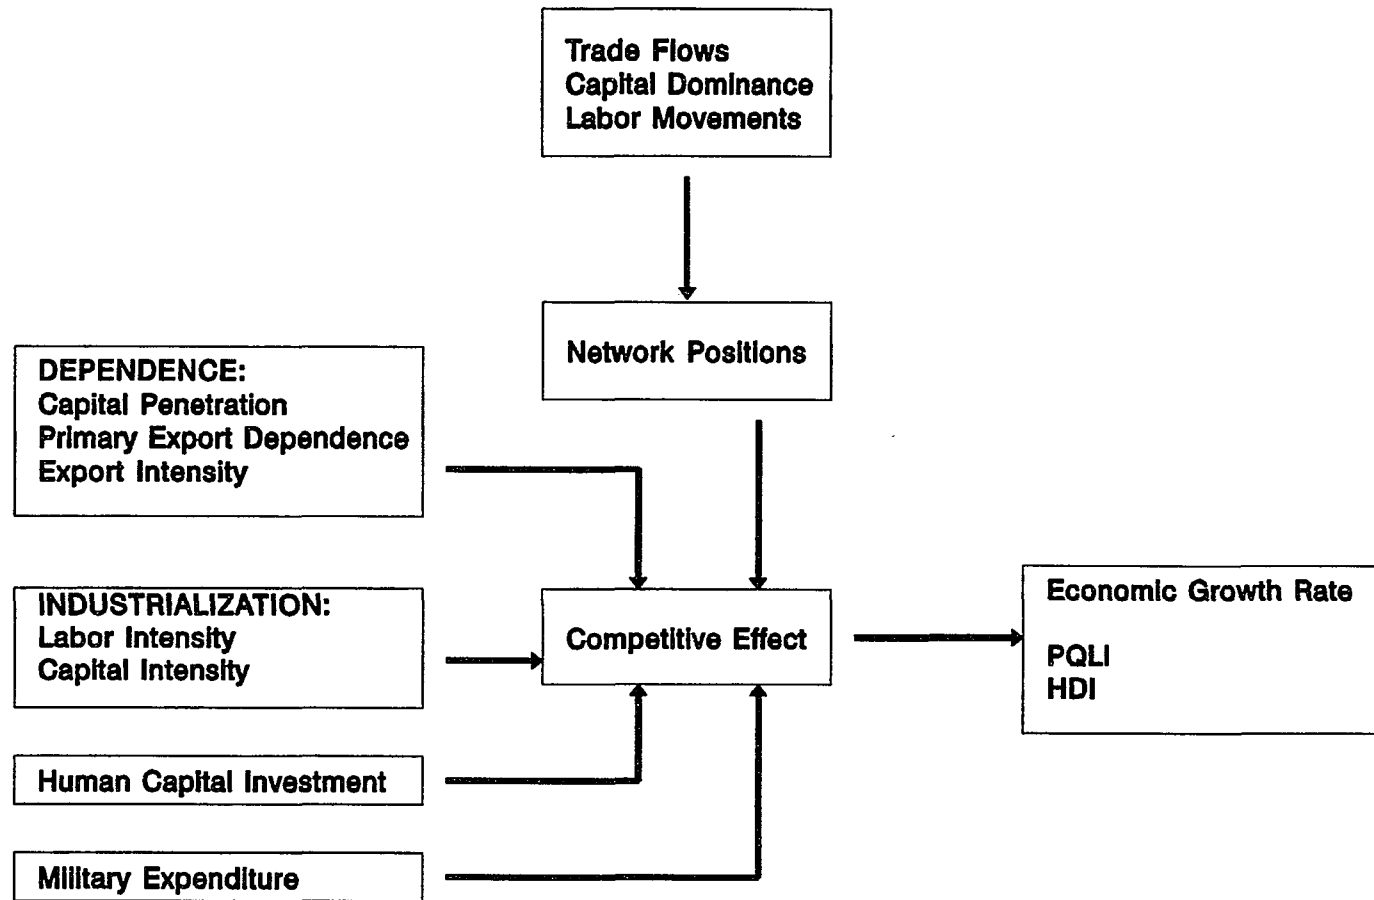 Trade Flows
Capital Dominance
Labor Movements
Network Positions
DEPENDENCE:
Capital Penetration
Primary Export Dependence
Export Intensity
INDUSTRIALIZATION:
Labor Intensity
Capital Intensity
Competitive Effect
Economic Growth Rate
PQLI
HDI
Human Capital Investment
Military Expenditure